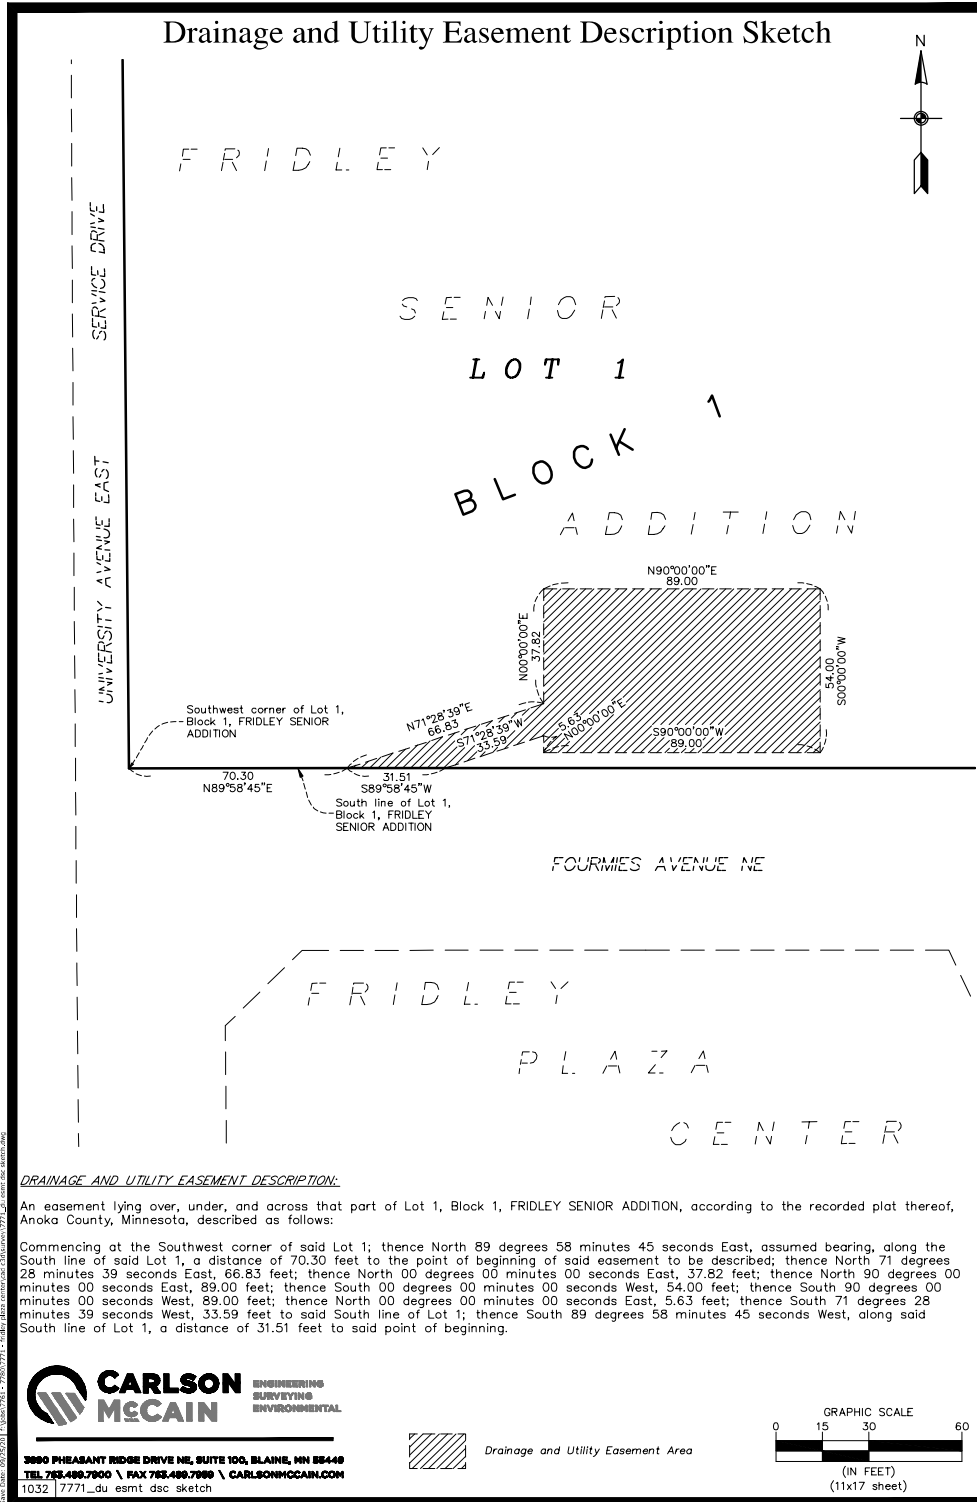 Drainage and Utility Easement Description Sketch
N
FRIDLEY
SERVICE DRIVE
SENIOR
LOT 1
BLOCK 1
ADDITION
UNIVERSITY AVENUE EAST
N90°00'00"E
89.00
N00°00'00"E
37.82
54.00
S00°00'00"W
Southwest corner of Lot 1,
Block 1, FRIDLEY SENIOR
ADDITION
N71°28'39"E
66.83
S71°28'39"W
33.59
5.63
N00°00'00"E
S90°00'00"W
89.00
70.30
N89°58'45"E
31.51
S89°58'45"W
South line of Lot 1,
Block 1, FRIDLEY
SENIOR ADDITION
FOURMIES AVENUE NE
FRIDLEY
PLAZA
CENTER
DRAINAGE AND UTILITY EASEMENT DESCRIPTION:
An easement lying over, under, and across that part of Lot 1, Block 1, FRIDLEY SENIOR ADDITION, according to the recorded plat thereof,
Anoka County, Minnesota, described as follows:
Commencing at the Southwest corner of said Lot 1; thence North 89 degrees 58 minutes 45 seconds East, assumed bearing, along the
South line of said Lot 1, a distance of 70.30 feet to the point of beginning of said easement to be described; thence North 71 degrees
28 minutes 39 seconds East, 66.83 feet; thence North 00 degrees 00 minutes 00 seconds East, 37.82 feet; thence North 90 degrees 00
minutes 00 seconds East, 89.00 feet; thence South 00 degrees 00 minutes 00 seconds West, 54.00 feet; thence South 90 degrees 00
minutes 00 seconds West, 89.00 feet; thence North 00 degrees 00 minutes 00 seconds East, 5.63 feet; thence South 71 degrees 28
minutes 39 seconds West, 33.59 feet to said South line of Lot 1; thence South 89 degrees 58 minutes 45 seconds West, along said
South line of Lot 1, a distance of 31.51 feet to said point of beginning.
CARLSON
McCAIN
ENGINEERING
SURVEYING
ENVIRONMENTAL
3890 PHEASANT RIDGE DRIVE NE, SUITE 100, BLAINE, MN 55449
TEL 763.489.7900 \ FAX 763.489.7959 \ CARLSONMCCAIN.COM
1032 7771_du esmt dsc sketch
Drainage and Utility Easement Area
GRAPHIC SCALE
0 15 30 60
(IN FEET)
(11x17 sheet)